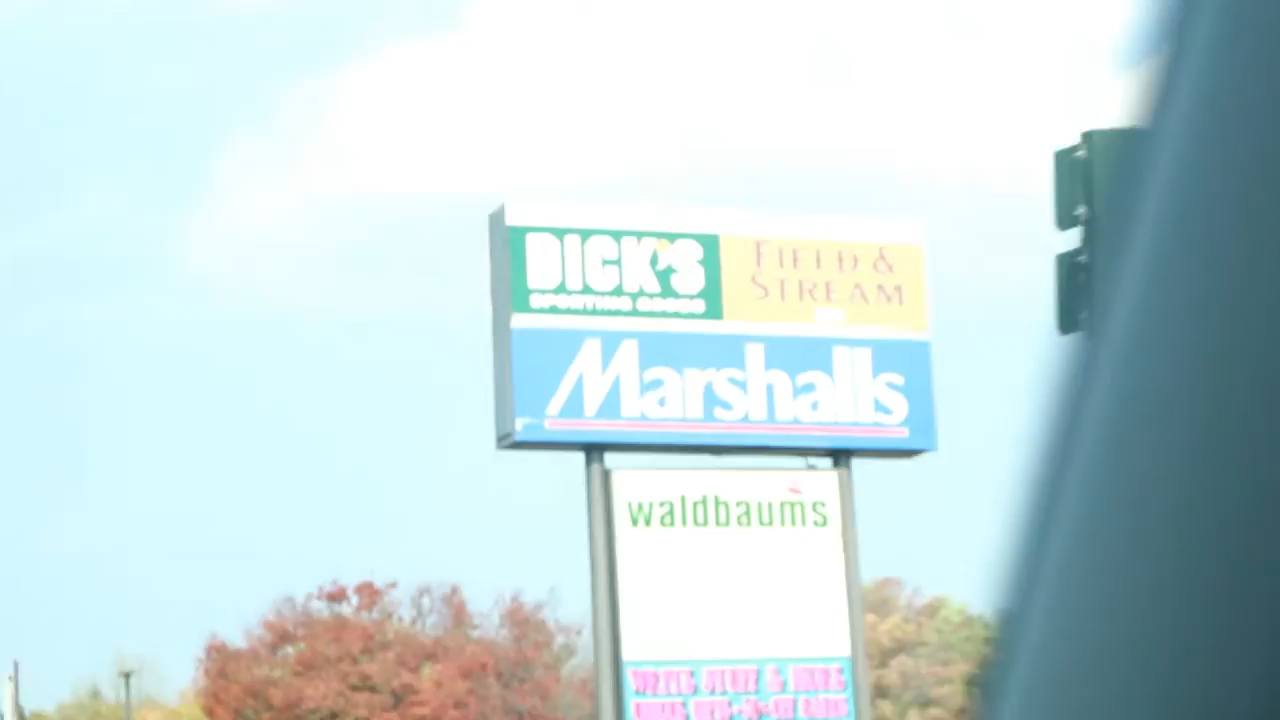 DICK'S
SPORTING GOODS
FIELD &
STREAM
Marshalls
waldbaums